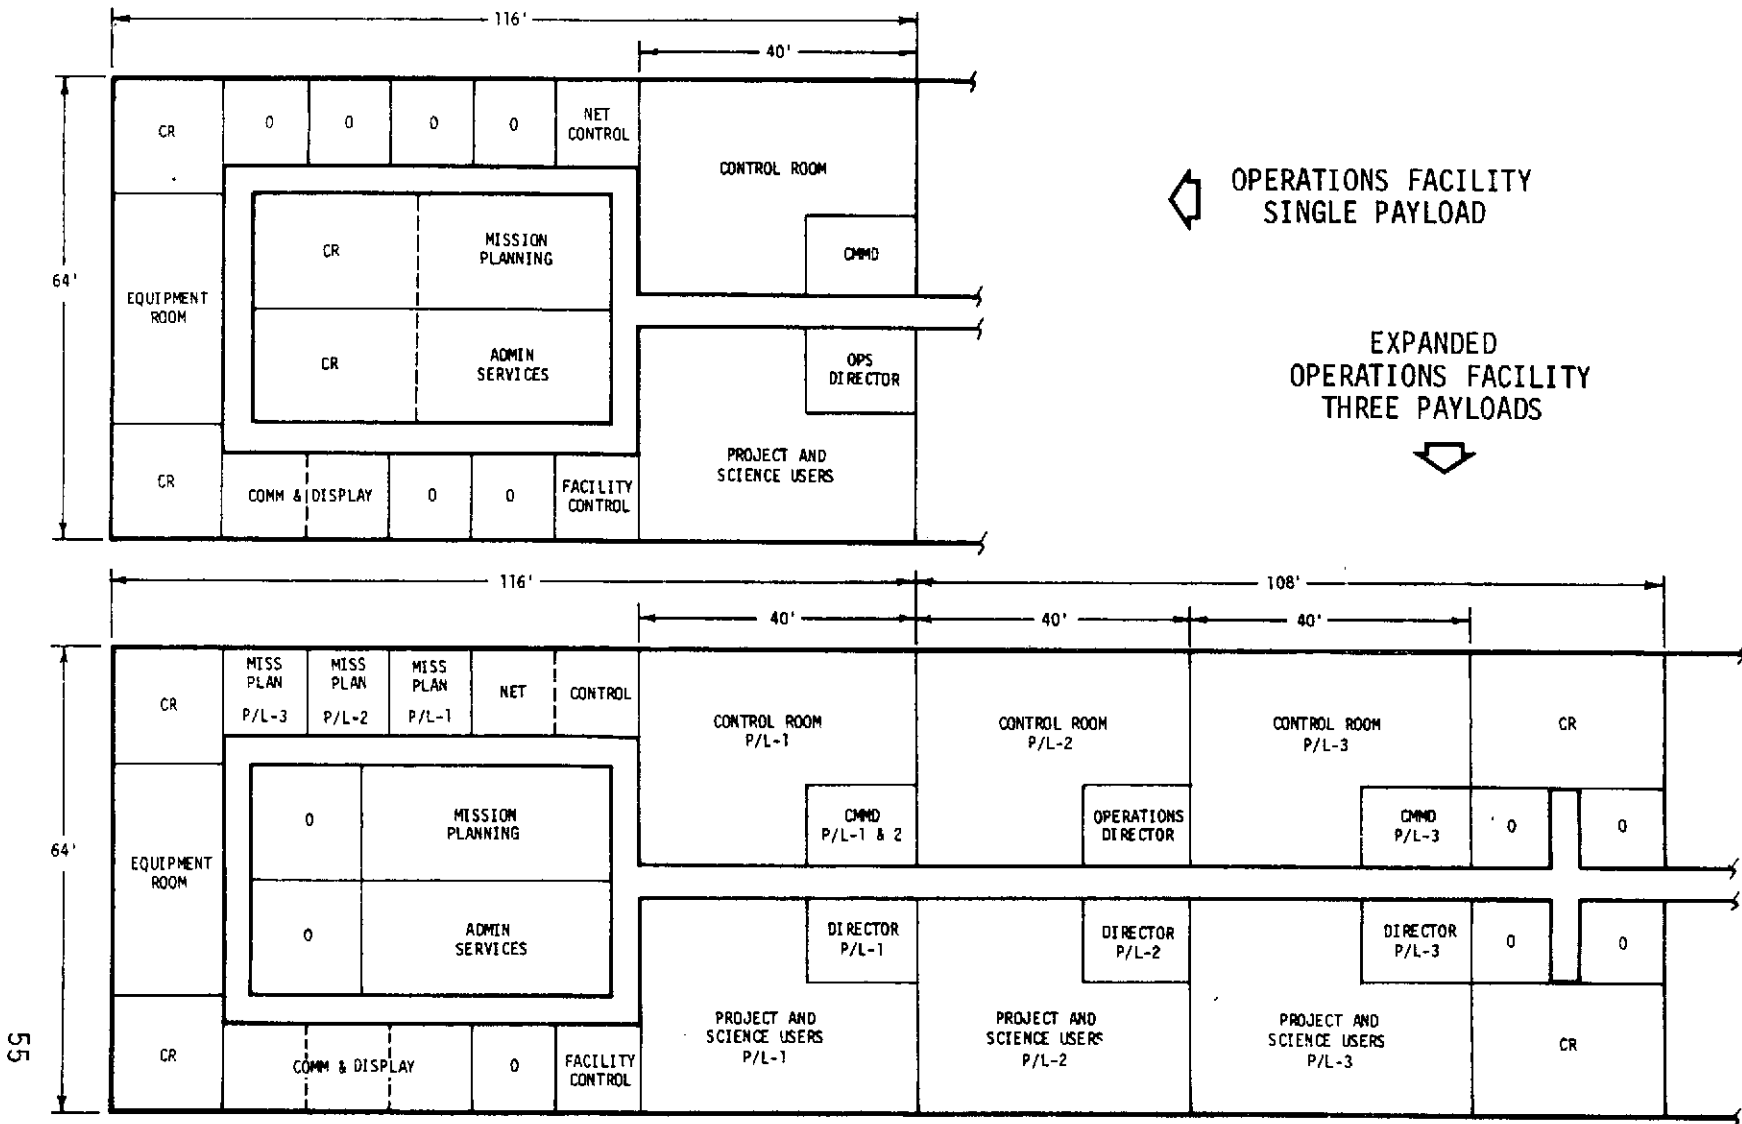 116'
40'
CR
0
0
0
0
NET
CONTROL
CONTROL ROOM
OPERATIONS FACILITY
SINGLE PAYLOAD
CR
MISSION
PLANNING
CMMD
64'
EQUIPMENT
ROOM
CR
ADMIN
SERVICES
OPS
DIRECTOR
EXPANDED
OPERATIONS FACILITY
THREE PAYLOADS
CR
COMM & DISPLAY
0
0
FACILITY
CONTROL
PROJECT AND
SCIENCE USERS
116'
108'
40'
40'
40'
CR
MISS
PLAN
P/L-3
MISS
PLAN
P/L-2
MISS
PLAN
P/L-1
NET CONTROL
CONTROL ROOM
P/L-1
CONTROL ROOM
P/L-2
CONTROL ROOM
P/L-3
CR
0
MISSION
PLANNING
CMMD
P/L-1 & 2
OPERATIONS
DIRECTOR
CMMD
P/L-3
0
0
64'
EQUIPMENT
ROOM
0
ADMIN
SERVICES
DIRECTOR
P/L-1
DIRECTOR
P/L-2
DIRECTOR
P/L-3
0
0
CR
COMM & DISPLAY
0
FACILITY
CONTROL
PROJECT AND
SCIENCE USERS
P/L-1
PROJECT AND
SCIENCE USERS
P/L-2
PROJECT AND
SCIENCE USERS
P/L-3
CR
55